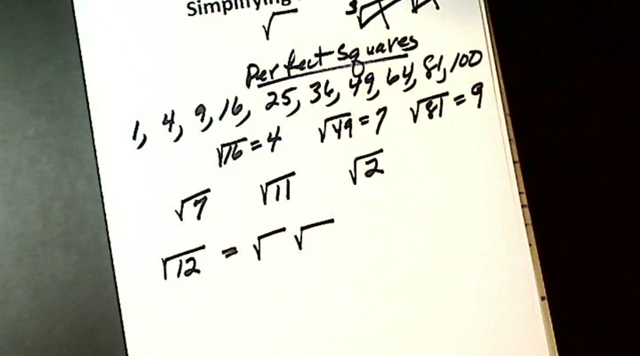 Simplifying
√ 3√ √
Perfect Squares
1, 4, 9, 16, 25, 36, 49, 64, 81, 100
√16 = 4 √49 = 7 √81 = 9
√7 √11 √2
√12 = √ √